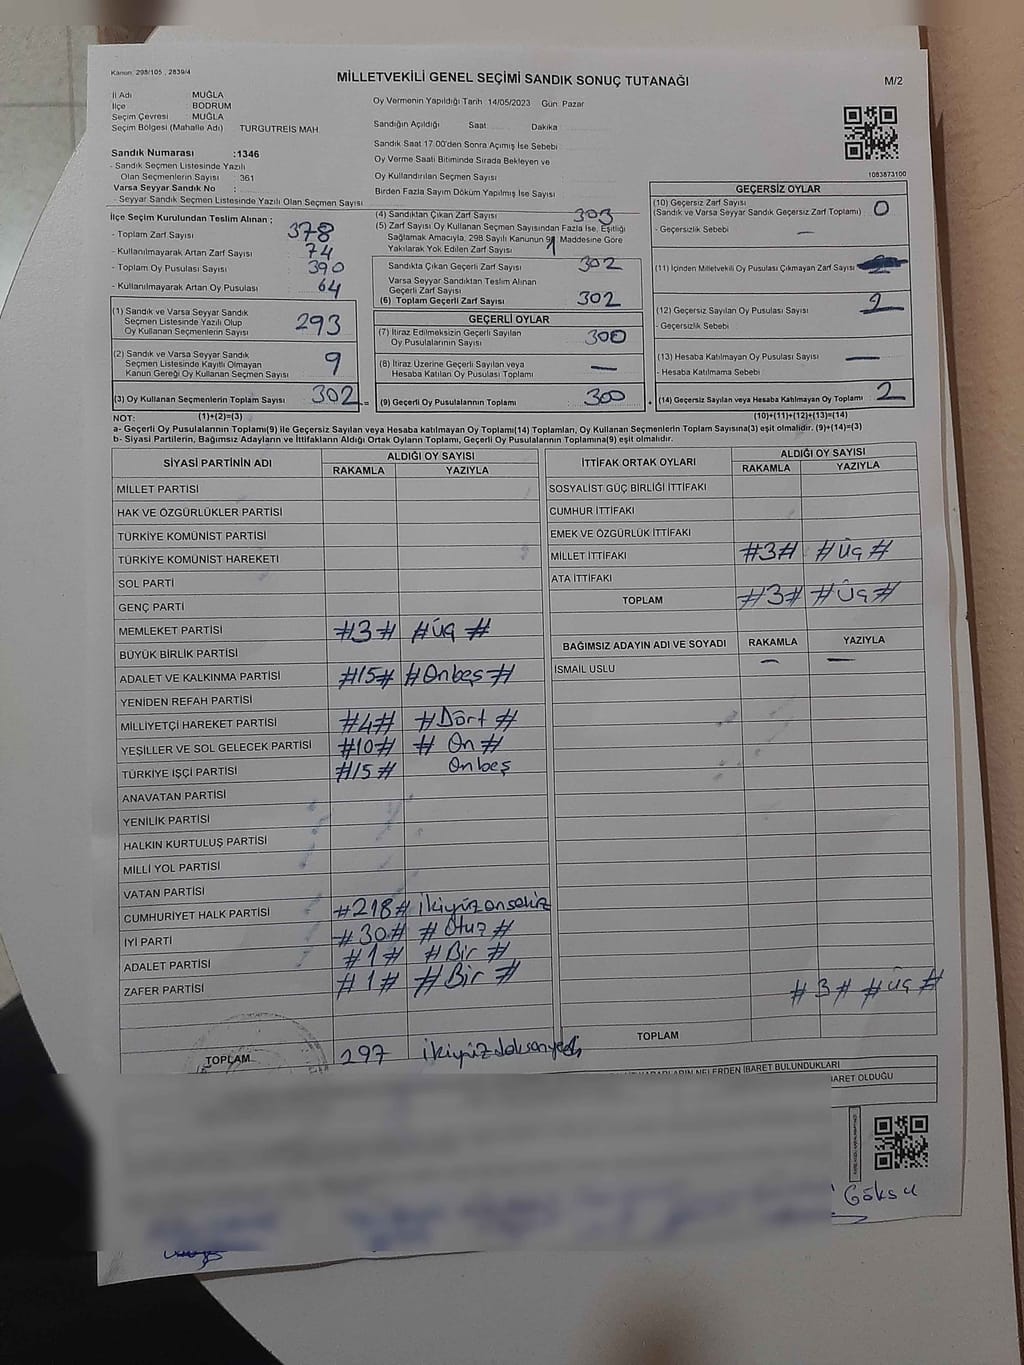 Kanun: 298/105 , 2839/4
MİLLETVEKİLİ GENEL SEÇİMİ SANDIK SONUÇ TUTANAĞI
M/2
İl Adı MUĞLA
İlçe BODRUM
Seçim Çevresi MUĞLA
Seçim Bölgesi (Mahalle Adı) TURGUTREİS MAH.
Oy Vermenin Yapıldığı Tarih 14/05/2023 Gün Pazar
Sandığın Açıldığı Saat Dakika
Sandık Saat 17.00'den Sonra Açımış İse Sebebi
Oy Verme Saati Bitiminde Sırada Bekleyen ve
Oy Kullandırılan Seçmen Sayısı
Birden Fazla Sayım Döküm Yapılmış İse Sayısı
1083873100
Sandık Numarası :1346
- Sandık Seçmen Listesinde Yazılı
Olan Seçmenlerin Sayısı 361
Varsa Seyyar Sandık No :
- Seyyar Sandık Seçmen Listesinde Yazılı Olan Seçmen Sayısı
İlçe Seçim Kurulundan Teslim Alınan ;
- Toplam Zarf Sayısı 378
- Kullanılmayarak Artan Zarf Sayısı 74
- Toplam Oy Pusulası Sayısı 390
- Kullanılmayarak Artan Oy Pusulası 64
(1) Sandık ve Varsa Seyyar Sandık
Seçmen Listesinde Yazılı Olup
Oy Kullanan Seçmenlerin Sayısı 293
(2) Sandık ve Varsa Seyyar Sandık
Seçmen Listesinde Kayıtlı Olmayan
Kanun Gereği Oy Kullanan Seçmen Sayısı 9
(3) Oy Kullanan Seçmenlerin Toplam Sayısı 302 =
(4) Sandıktan Çıkan Zarf Sayısı 303
(5) Zarf Sayısı Oy Kullanan Seçmen Sayısından Fazla İse, Eşitliği
Sağlamak Amacıyla, 298 Sayılı Kanunun Maddesine Göre
Yakılarak Yok Edilen Zarf Sayısı 1
Sandıkta Çıkan Geçerli Zarf Sayısı 302
Varsa Seyyar Sandıktan Teslim Alınan
Geçerli Zarf Sayısı
(6) Toplam Geçerli Zarf Sayısı 302
GEÇERLİ OYLAR
(7) İtiraz Edilmeksizin Geçerli Sayılan
Oy Pusulalarının Sayısı 300
(8) İtiraz Üzerine Geçerli Sayılan veya
Hesaba Katılan Oy Pusulası Toplamı —
(9) Geçerli Oy Pusulalarının Toplamı 300 +
GEÇERSİZ OYLAR
(10) Geçersiz Zarf Sayısı
(Sandık ve Varsa Seyyar Sandık Geçersiz Zarf Toplamı) 0
- Geçersizlik Sebebi —
(11) İçinden Milletvekili Oy Pusulası Çıkmayan Zarf Sayısı
(12) Geçersiz Sayılan Oy Pusulası Sayısı 2
- Geçersizlik Sebebi
(13) Hesaba Katılmayan Oy Pusulası Sayısı —
- Hesaba Katılmama Sebebi
(14) Geçersiz Sayılan veya Hesaba Katılmayan Oy Toplamı 2
NOT: (1)+(2)=(3) (10)+(11)+(12)+(13)=(14)
a- Geçerli Oy Pusulalarının Toplamı(9) ile Geçersiz Sayılan veya Hesaba Katılmayan Oy Toplamı(14) Toplamları, Oy Kullanan Seçmenlerin Toplam Sayısına(3) eşit olmalıdır. (9)+(14)=(3)
b- Siyasi Partilerin, Bağımsız Adayların ve İttifakların Aldığı Ortak Oyların Toplamı, Geçerli Oy Pusulalarının Toplamına(9) eşit olmalıdır.
SİYASİ PARTİNİN ADI ALDIĞI OY SAYISI
RAKAMLA YAZIYLA
MİLLET PARTİSİ
HAK VE ÖZGÜRLÜKLER PARTİSİ
TÜRKİYE KOMÜNİST PARTİSİ
TÜRKİYE KOMÜNİST HAREKETİ
SOL PARTİ
GENÇ PARTİ
MEMLEKET PARTİSİ #3# #üç#
BÜYÜK BİRLİK PARTİSİ
ADALET VE KALKINMA PARTİSİ #15# #Onbeş#
YENİDEN REFAH PARTİSİ
MİLLİYETÇİ HAREKET PARTİSİ #4# #Dört#
YEŞİLLER VE SOL GELECEK PARTİSİ #10# # On #
TÜRKİYE İŞÇİ PARTİSİ #15# Onbeş
ANAVATAN PARTİSİ
YENİLİK PARTİSİ
HALKIN KURTULUŞ PARTİSİ
MİLLİ YOL PARTİSİ
VATAN PARTİSİ
CUMHURİYET HALK PARTİSİ #218# ikiyüzonsekiz
İYİ PARTİ #30# #Otuz#
ADALET PARTİSİ #1# #Bir#
ZAFER PARTİSİ #1# #Bir#
TOPLAM 297 ikiyüzdoksanyedi
İTTİFAK ORTAK OYLARI ALDIĞI OY SAYISI
RAKAMLA YAZIYLA
SOSYALİST GÜÇ BİRLİĞİ İTTİFAKI
CUMHUR İTTİFAKI
EMEK VE ÖZGÜRLÜK İTTİFAKI
MİLLET İTTİFAKI #3# #üç#
ATA İTTİFAKI
TOPLAM #3# #üç#
BAĞIMSIZ ADAYIN ADI VE SOYADI RAKAMLA YAZIYLA
İSMAİL USLU — —
#3# #üç#
TOPLAM
NELERDEN İBARET BULUNDUKLARI
İBARET OLDUĞU
Göksu